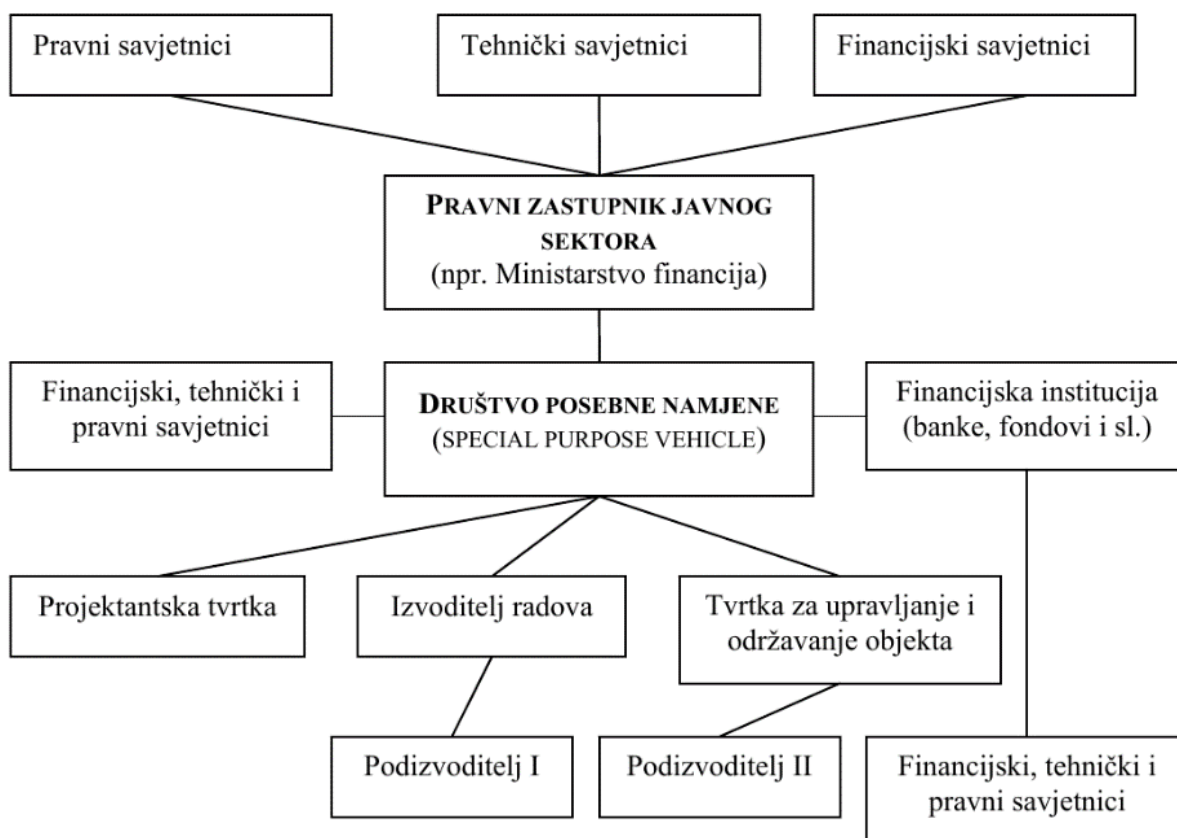 Pravni savjetnici
Tehnički savjetnici
Financijski savjetnici
PRAVNI ZASTUPNIK JAVNOG
SEKTORA
(npr. Ministarstvo financija)
Financijski, tehnički i
pravni savjetnici
DRUŠTVO POSEBNE NAMJENE
(SPECIAL PURPOSE VEHICLE)
Financijska institucija
(banke, fondovi i sl.)
Projektantska tvrtka
Izvoditelj radova
Tvrtka za upravljanje i
održavanje objekta
Podizvoditelj I
Podizvoditelj II
Financijski, tehnički i
pravni savjetnici